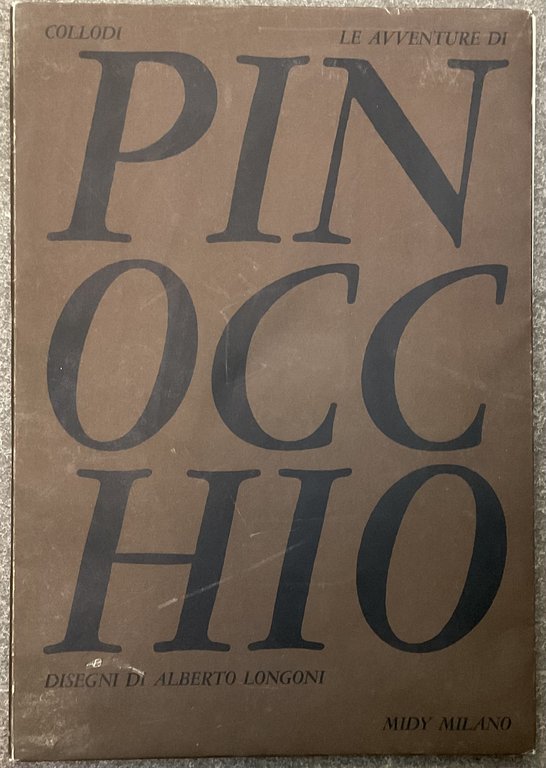 COLLODI LE AVVENTURE DI
PIN
OCC
HIO
DISEGNI DI ALBERTO LONGONI
MIDY MILANO